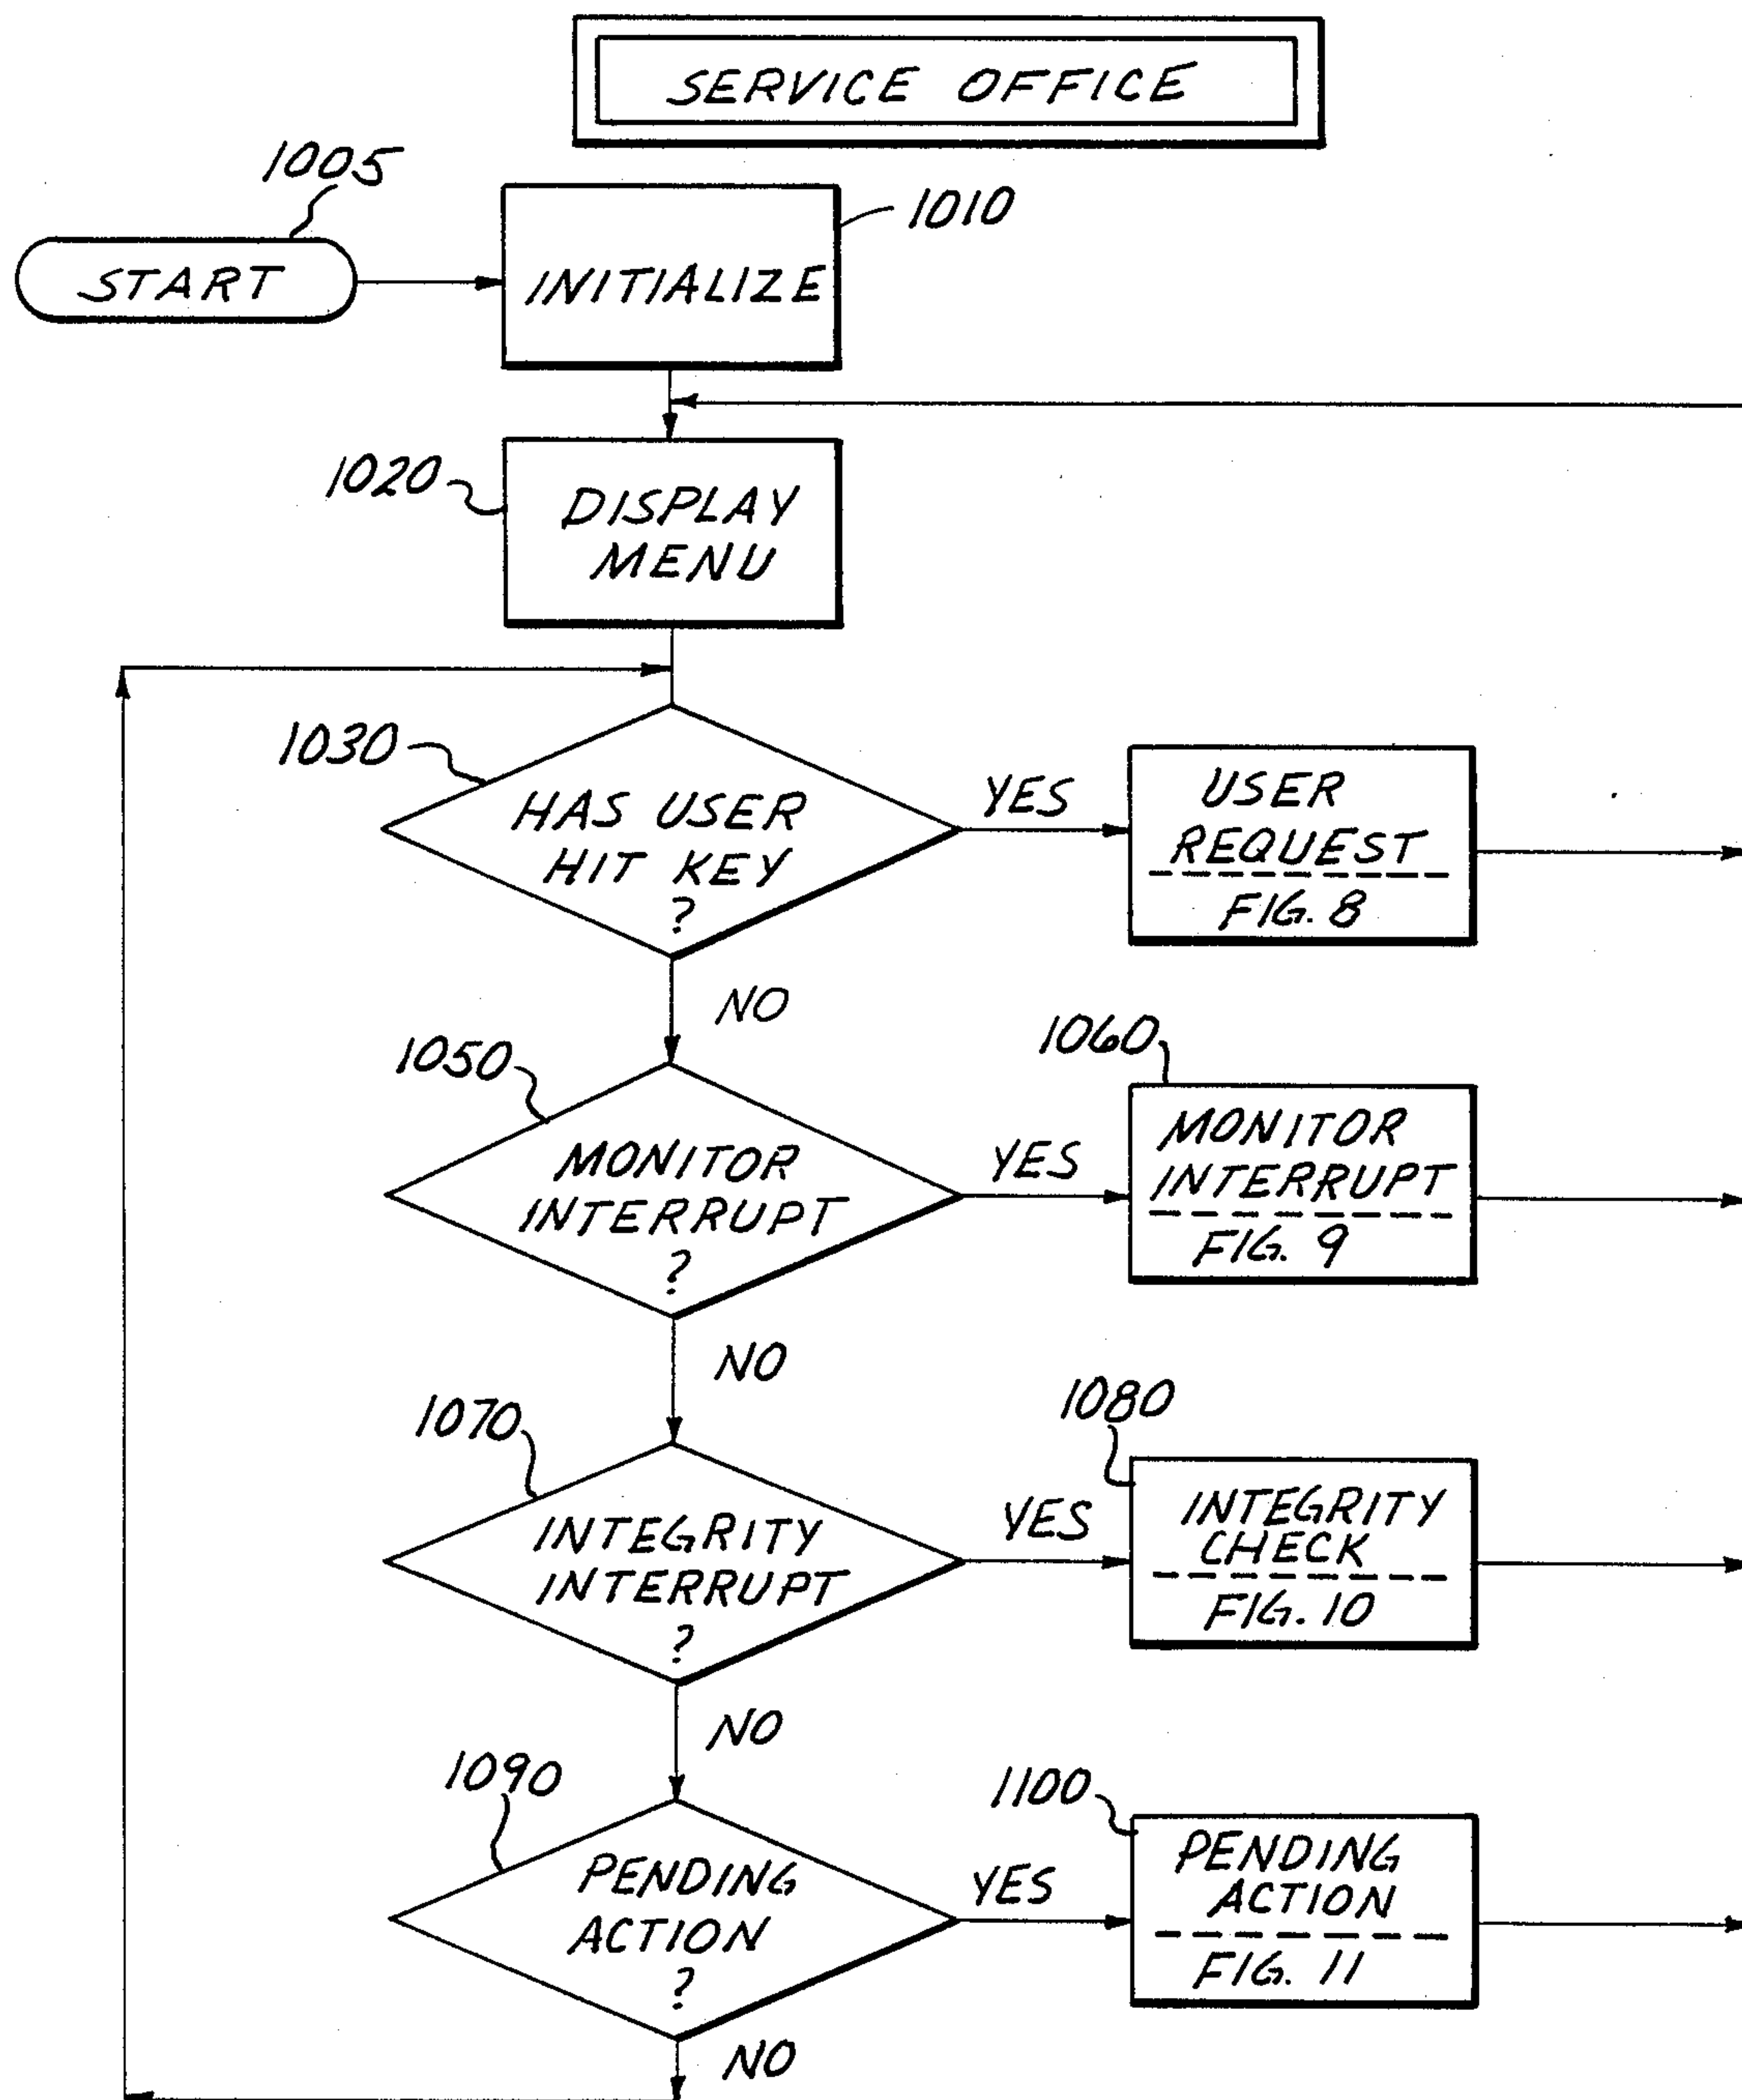 SERVICE OFFICE
1005
START
1010
INITIALIZE
1020
DISPLAY
MENU
1030
HAS USER
HIT KEY
?
YES
USER
REQUEST
FIG. 8
NO
1050
MONITOR
INTERRUPT
?
YES
1060
MONITOR
INTERRUPT
FIG. 9
NO
1070
INTEGRITY
INTERRUPT
?
YES
1080
INTEGRITY
CHECK
FIG. 10
NO
1090
PENDING
ACTION
?
YES
1100
PENDING
ACTION
FIG. 11
NO